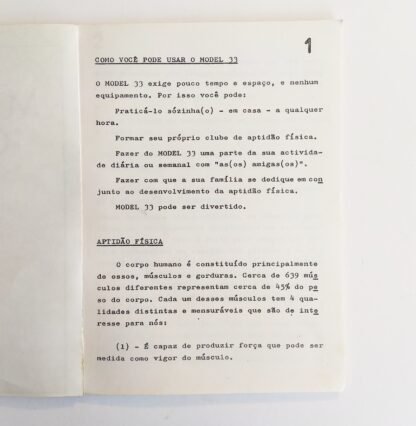 1
COMO VOCÊ PODE USAR O MODEL 33
O MODEL 33 exige pouco tempo e espaço, e nenhum
equipamento. Por isso você pode:
Praticá-lo sózinha(o) - em casa - a qualquer
hora.
Formar seu próprio clube de aptidão física.
Fazer do MODEL 33 uma parte da sua activida-
de diária ou semanal com "as(os) amigas(os)".
Fazer com que a sua família se dedique em con
junto ao desenvolvimento da aptidão física.
MODEL 33 pode ser divertido.
APTIDÃO FÍSICA
O corpo humano é constituído principalmente
de ossos, músculos e gorduras. Cerca de 639 mús
culos diferentes representam cerca de 45% do pe
so do corpo. Cada um desses músculos tem 4 qua-
lidades distintas e mensuráveis que são de inte
resse para nós:
(1) - É capaz de produzir força que pode ser
medida como vigor do músculo.